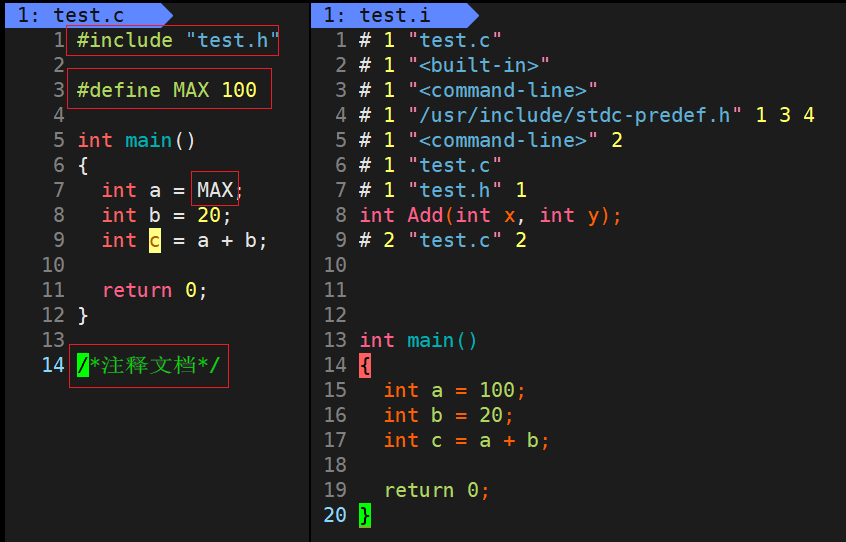 1: test.c
1 #include "test.h"
2
3 #define MAX 100
4
5 int main()
6 {
7   int a = MAX;
8   int b = 20;
9   int c = a + b;
10
11   return 0;
12 }
13
14 /*注释文档*/
1: test.i
1 # 1 "test.c"
2 # 1 "<built-in>"
3 # 1 "<command-line>"
4 # 1 "/usr/include/stdc-predef.h" 1 3 4
5 # 1 "<command-line>" 2
6 # 1 "test.c"
7 # 1 "test.h" 1
8 int Add(int x, int y);
9 # 2 "test.c" 2
10
11
12
13 int main()
14 {
15   int a = 100;
16   int b = 20;
17   int c = a + b;
18
19   return 0;
20 }